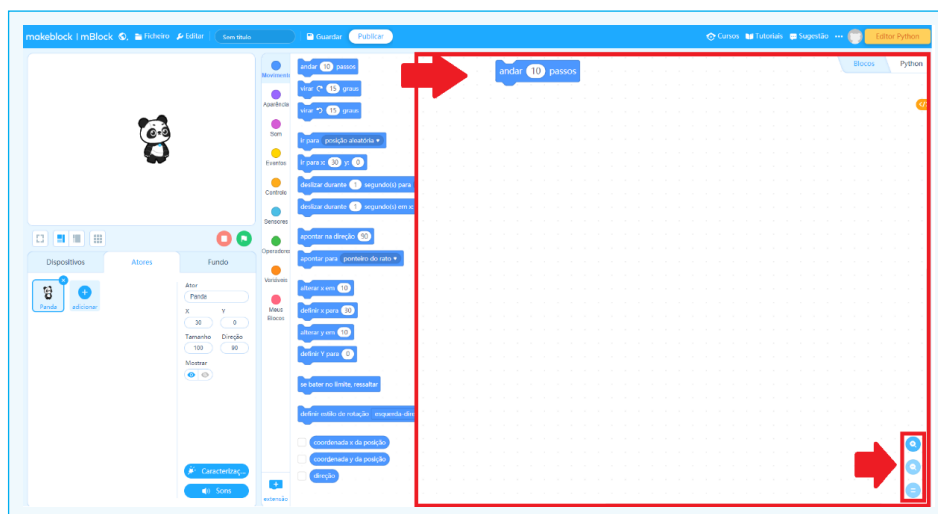 makeblock | mBlock Ficheiro Editar Sem título Guardar Publicar Cursos Tutoriais Sugestão Editor Python
Blocos Python
Movimento
Aparência
Som
Eventos
Controlo
Sensores
Operadores
Variáveis
Meus
Blocos
extensão
andar 10 passos
virar 15 graus
virar 15 graus
ir para posição aleatória
ir para x: 30 y: 0
deslizar durante 1 segundo(s) para
deslizar durante 1 segundo(s) em x:
apontar na direção 90
apontar para ponteiro do rato
alterar x em 10
definir x para 30
alterar y em 10
definir Y para 0
se bater no limite, ressaltar
definir estilo de rotação esquerda-dire
coordenada x da posição
coordenada y da posição
direção
andar 10 passos
Dispositivos Atores Fundo
Panda
adicionar
Ator
Panda
X Y
30 0
Tamanho Direção
100 90
Mostrar
Caracterizaç...
Sons